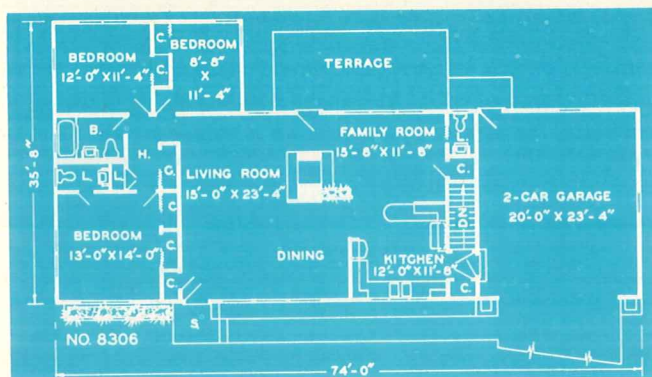 BEDROOM
12'-0" X 11'-4"
C.
C.
BEDROOM
8'-8"
X
11'-4"
TERRACE
35'-8"
B.
H.
L.
L.
C.
LIVING ROOM
15'-0" X 23'-4"
FAMILY ROOM
15'-8" X 11'-8"
L.
C.
2-CAR GARAGE
20'-0" X 23'-4"
BEDROOM
13'-0" X 14'-0"
C.
C.
C.
DINING
KITCHEN
12'-0" X 11'-8"
DN
C.
S.
NO. 8306
74'-0"